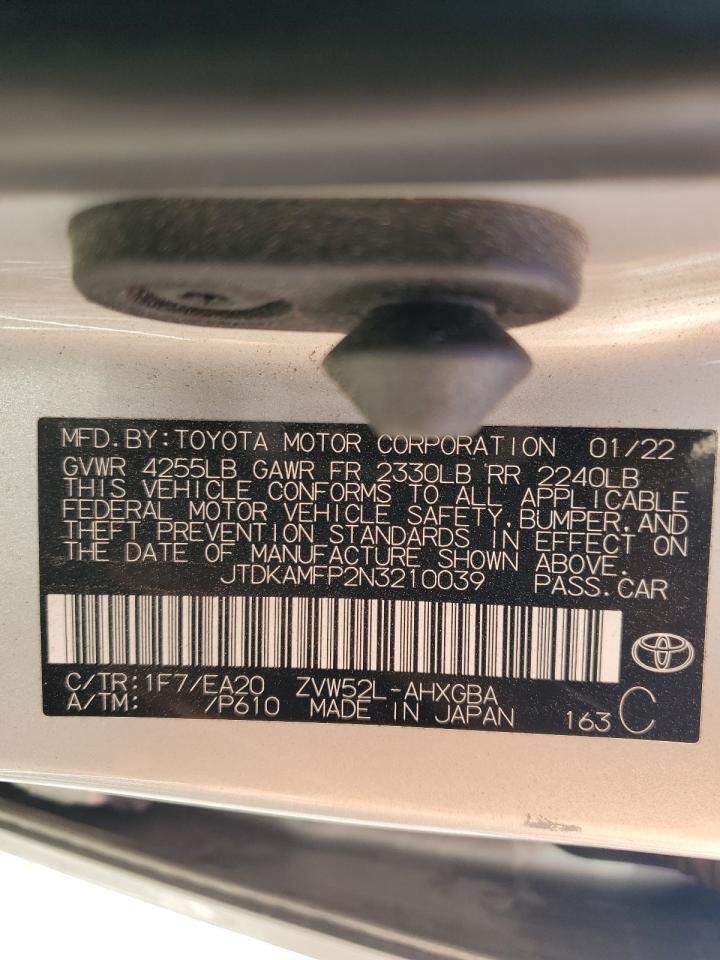 MFD.BY:TOYOTA MOTOR CORPORATION 01/22
GVWR 4255LB GAWR FR 2330LB RR 2240LB
THIS VEHICLE CONFORMS TO ALL APPLICABLE
FEDERAL MOTOR VEHICLE SAFETY,BUMPER,AND
THEFT PREVENTION STANDARDS IN EFFECT ON
THE DATE OF MANUFACTURE SHOWN ABOVE.
JTDKAMFP2N3210039 PASS.CAR
C/TR:1F7/EA20 ZVW52L-AHXGBA
A/TM: /P610 MADE IN JAPAN 163 C